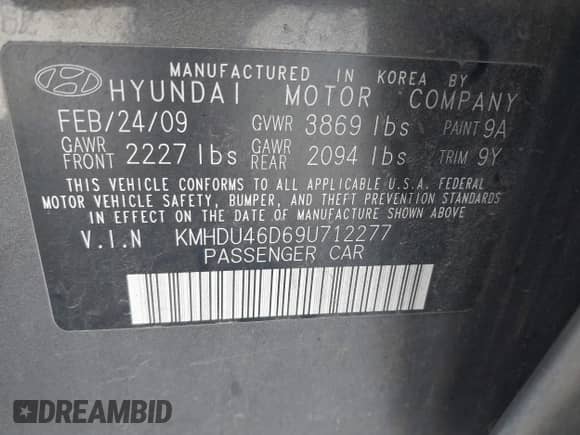 MANUFACTURED IN KOREA BY
HYUNDAI MOTOR COMPANY
FEB/24/09 GVWR 3869 lbs PAINT 9A
GAWR FRONT 2227 lbs GAWR REAR 2094 lbs TRIM 9Y
THIS VEHICLE CONFORMS TO ALL APPLICABLE U.S.A. FEDERAL
MOTOR VEHICLE SAFETY, BUMPER, AND THEFT PREVENTION STANDARDS
IN EFFECT ON THE DATE OF MANUFACTURE SHOWN ABOVE
V.I.N KMHDU46D69U712277
PASSENGER CAR
DREAMBID